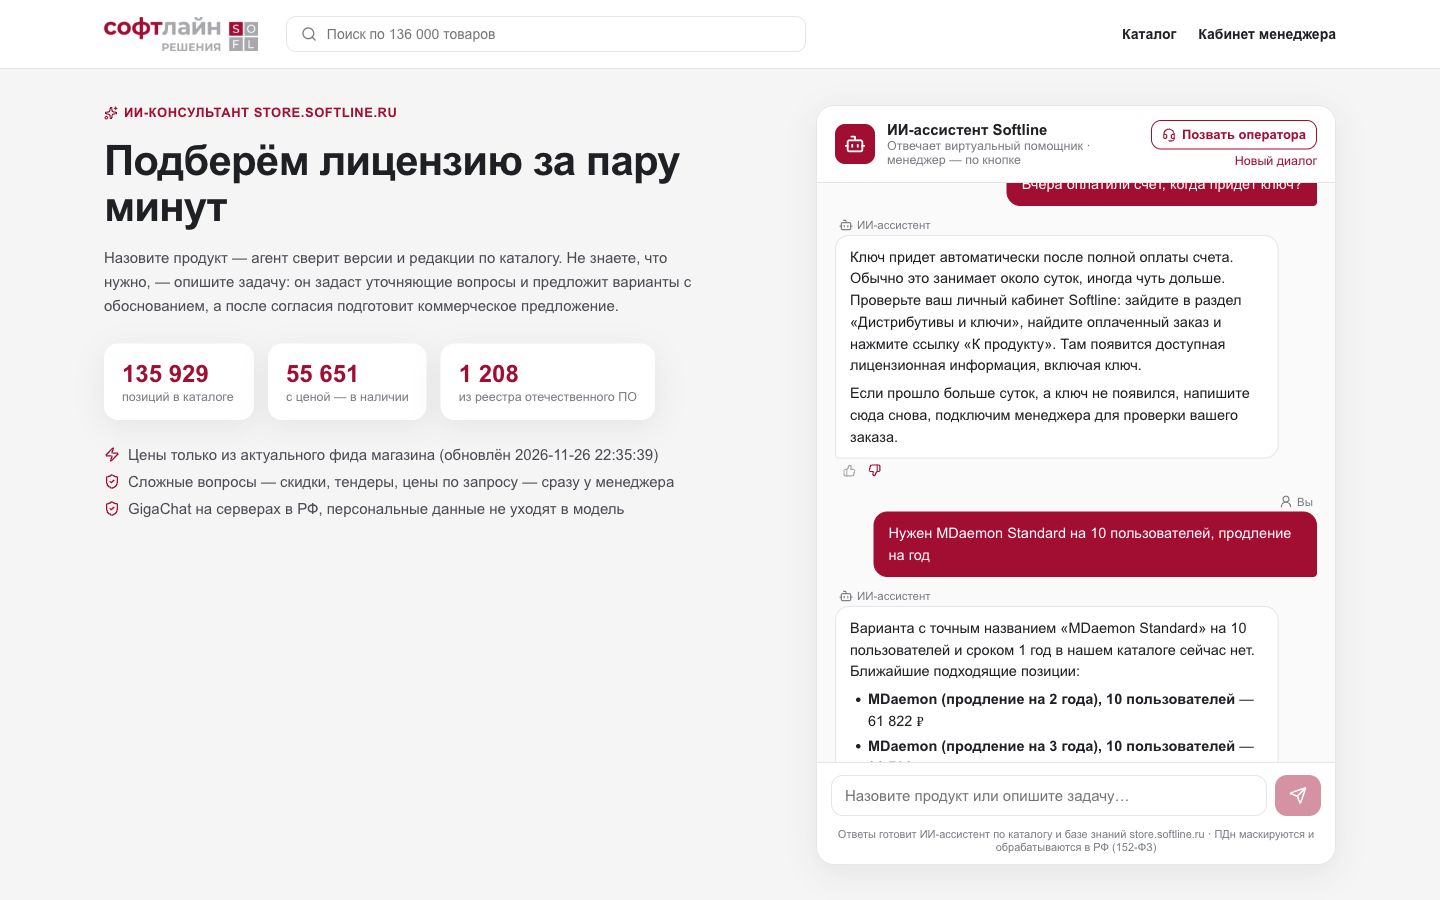 софтлайн
РЕШЕНИЯ
S O
F L
Поиск по 136 000 товаров
Каталог
Кабинет менеджера
ИИ-КОНСУЛЬТАНТ STORE.SOFTLINE.RU
Подберём лицензию за пару
минут
Назовите продукт — агент сверит версии и редакции по каталогу. Не знаете, что
нужно, — опишите задачу: он задаст уточняющие вопросы и предложит варианты с
обоснованием, а после согласия подготовит коммерческое предложение.
135 929
позиций в каталоге
55 651
с ценой — в наличии
1 208
из реестра отечественного ПО
Цены только из актуального фида магазина (обновлён 2026-11-26 22:35:39)
Сложные вопросы — скидки, тендеры, цены по запросу — сразу у менеджера
GigaChat на серверах в РФ, персональные данные не уходят в модель
ИИ-ассистент Softline
Отвечает виртуальный помощник ·
менеджер — по кнопке
Позвать оператора
Новый диалог
Вчера оплатили счет, когда придет ключ?
ИИ-ассистент
Ключ придет автоматически после полной оплаты счета.
Обычно это занимает около суток, иногда чуть дольше.
Проверьте ваш личный кабинет Softline: зайдите в раздел
«Дистрибутивы и ключи», найдите оплаченный заказ и
нажмите ссылку «К продукту». Там появится доступная
лицензионная информация, включая ключ.
Если прошло больше суток, а ключ не появился, напишите
сюда снова, подключим менеджера для проверки вашего
заказа.
Вы
Нужен MDaemon Standard на 10 пользователей, продление
на год
ИИ-ассистент
Варианта с точным названием «MDaemon Standard» на 10
пользователей и сроком 1 год в нашем каталоге сейчас нет.
Ближайшие подходящие позиции:
• MDaemon (продление на 2 года), 10 пользователей —
61 822 ₽
• MDaemon (продление на 3 года), 10 пользователей —
Назовите продукт или опишите задачу…
Ответы готовит ИИ-ассистент по каталогу и базе знаний store.softline.ru · ПДн маскируются и
обрабатываются в РФ (152-ФЗ)